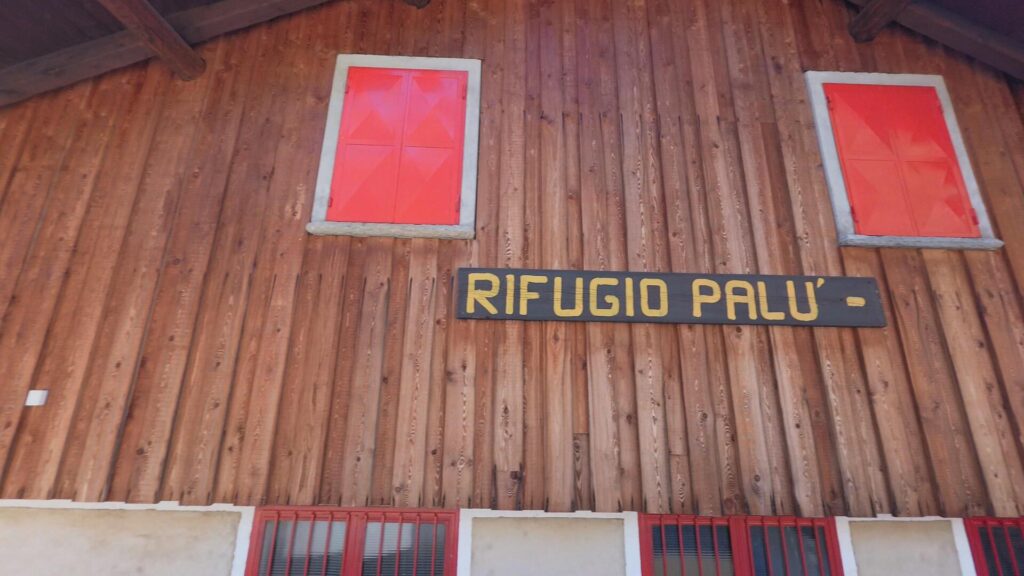 RIFUGIO PALU' -